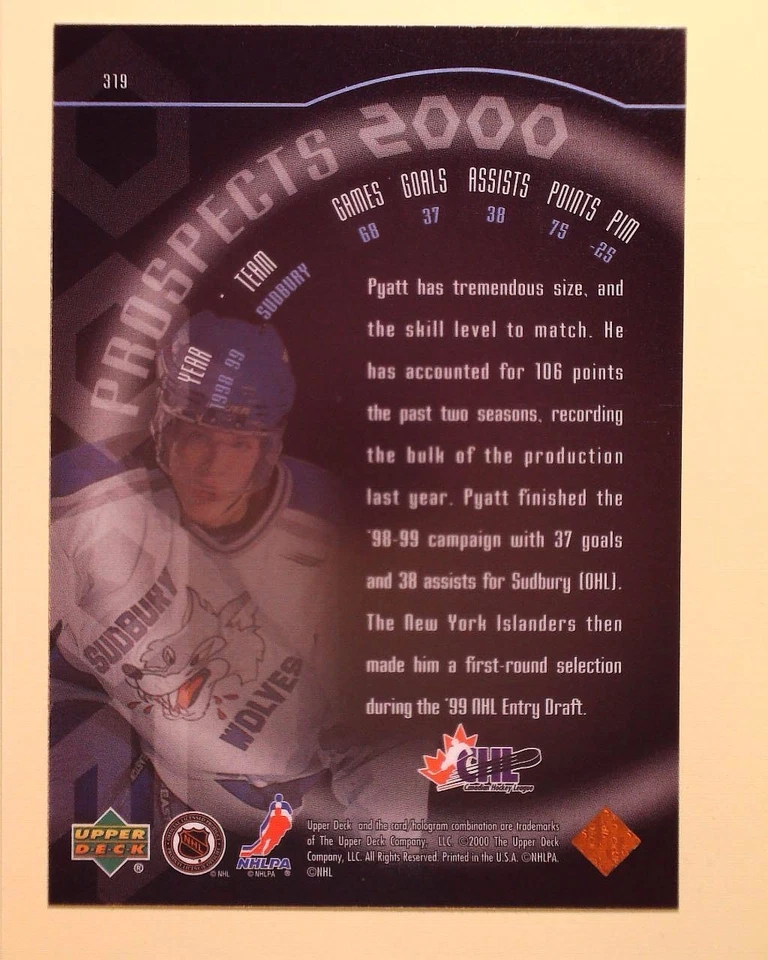 319
PROSPECTS 2000
YEAR TEAM GAMES GOALS ASSISTS POINTS PIM
1998-99 SUDBURY 68 37 38 75 -25
Pyatt has tremendous size, and
the skill level to match. He
has accounted for 106 points
the past two seasons, recording
the bulk of the production
last year. Pyatt finished the
'98-99 campaign with 37 goals
and 38 assists for Sudbury (OHL).
The New York Islanders then
made him a first-round selection
during the '99 NHL Entry Draft.
SUDBURY
WOLVES
CHL
Canadian Hockey League
UPPER
DECK
®
NHL
© NHL
NHLPA
© NHLPA ®
Upper Deck and the card/hologram combination are trademarks
of The Upper Deck Company, LLC. ©2000 The Upper Deck
Company, LLC. All Rights Reserved. Printed in the U.S.A. ©NHLPA.
©NHL